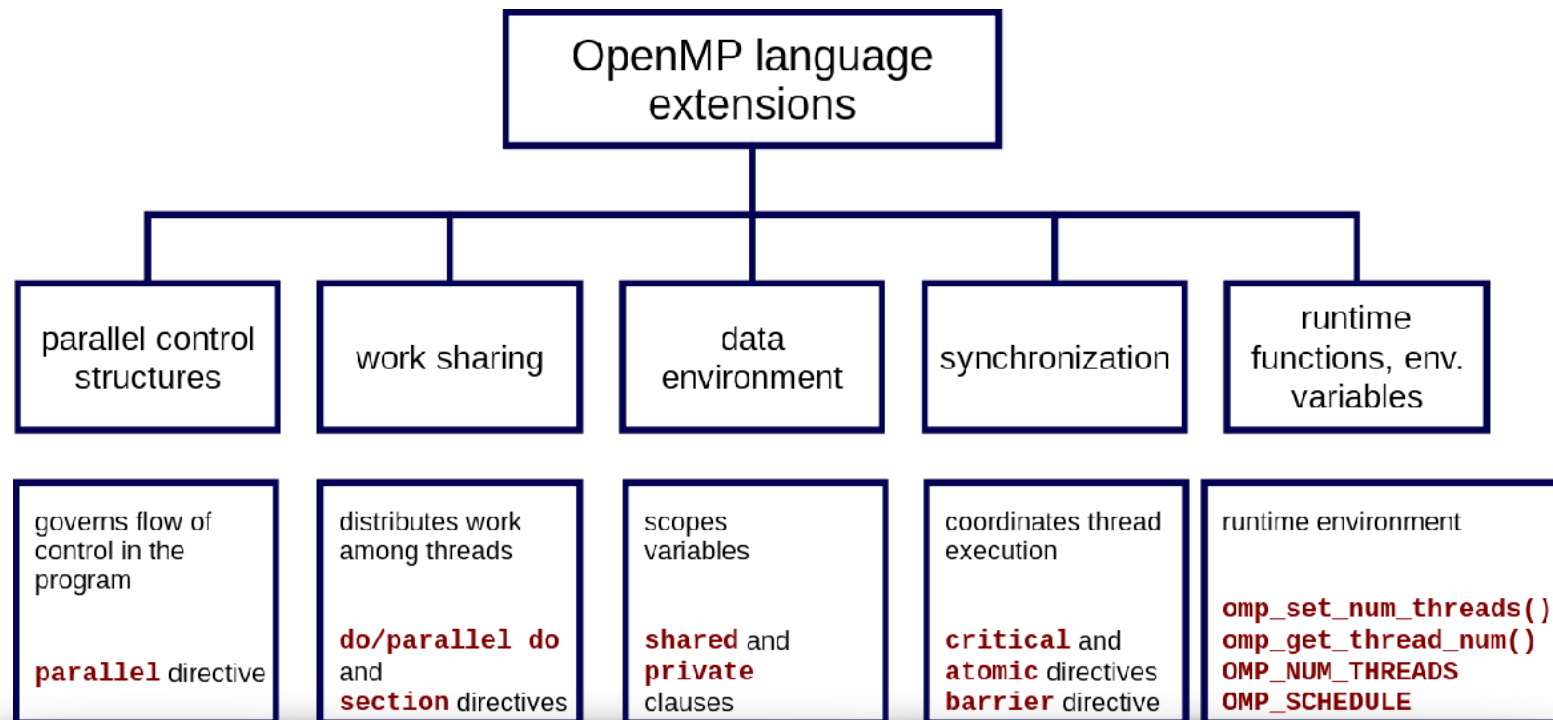 OpenMP language
extensions
parallel control
structures
work sharing
data
environment
synchronization
runtime
functions, env.
variables
governs flow of
control in the
program
parallel directive
distributes work
among threads
do/parallel do
and
section directives
scopes
variables
shared and
private
clauses
coordinates thread
execution
critical and
atomic directives
barrier directive
runtime environment
omp_set_num_threads()
omp_get_thread_num()
OMP_NUM_THREADS
OMP_SCHEDULE